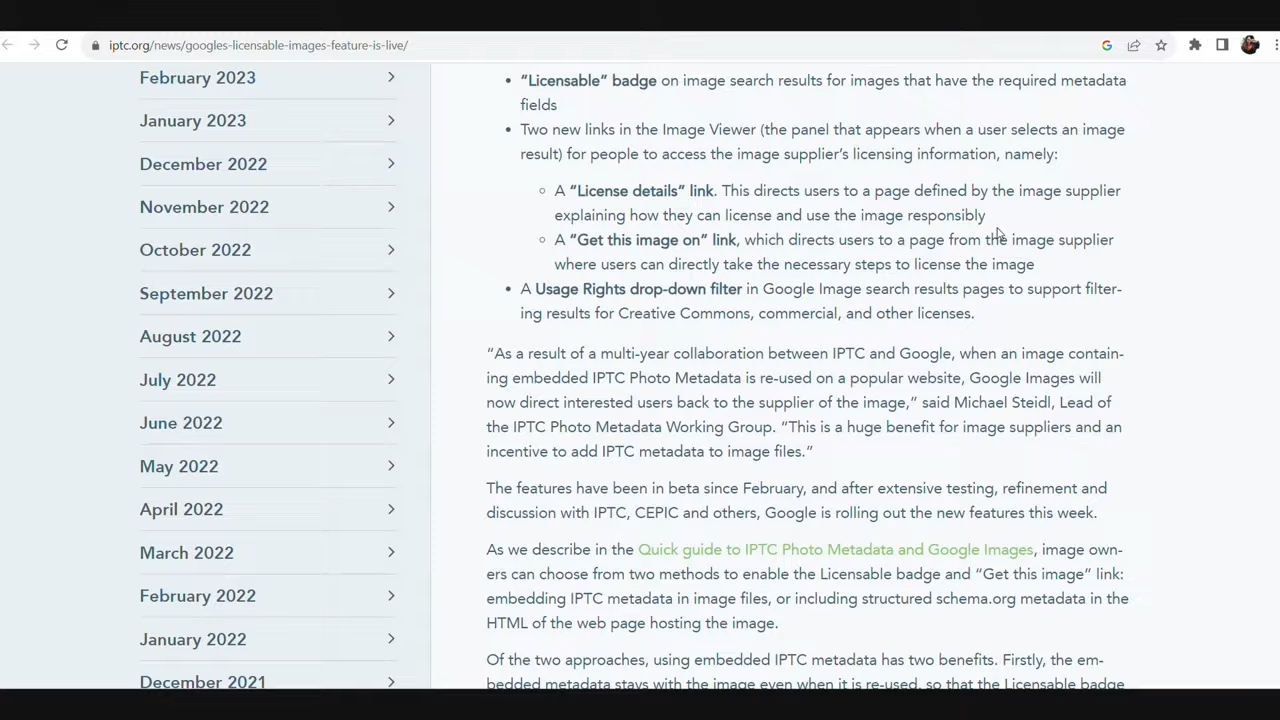 iptc.org/news/googles-licensable-images-feature-is-live/
February 2023
January 2023
December 2022
November 2022
October 2022
September 2022
August 2022
July 2022
June 2022
May 2022
April 2022
March 2022
February 2022
January 2022
December 2021
• “Licensable” badge on image search results for images that have the required metadata
fields
• Two new links in the Image Viewer (the panel that appears when a user selects an image
result) for people to access the image supplier’s licensing information, namely:
◦ A “License details” link. This directs users to a page defined by the image supplier
explaining how they can license and use the image responsibly
◦ A “Get this image on” link, which directs users to a page from the image supplier
where users can directly take the necessary steps to license the image
• A Usage Rights drop-down filter in Google Image search results pages to support filter-
ing results for Creative Commons, commercial, and other licenses.
“As a result of a multi-year collaboration between IPTC and Google, when an image contain-
ing embedded IPTC Photo Metadata is re-used on a popular website, Google Images will
now direct interested users back to the supplier of the image,” said Michael Steidl, Lead of
the IPTC Photo Metadata Working Group. “This is a huge benefit for image suppliers and an
incentive to add IPTC metadata to image files.”
The features have been in beta since February, and after extensive testing, refinement and
discussion with IPTC, CEPIC and others, Google is rolling out the new features this week.
As we describe in the Quick guide to IPTC Photo Metadata and Google Images, image own-
ers can choose from two methods to enable the Licensable badge and “Get this image” link:
embedding IPTC metadata in image files, or including structured schema.org metadata in the
HTML of the web page hosting the image.
Of the two approaches, using embedded IPTC metadata has two benefits. Firstly, the em-
bedded metadata stays with the image even when it is re-used, so that the Licensable badge